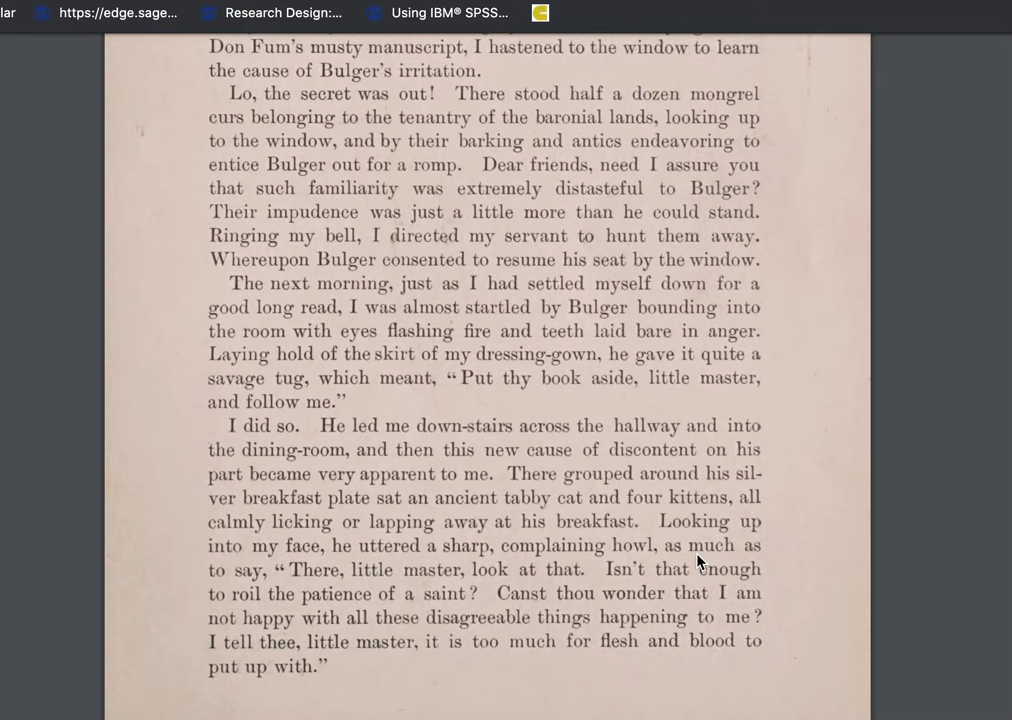 lar
https://edge.sage...
Research Design:...
Using IBM® SPSS...
Don Fum's musty manuscript, I hastened to the window to learn
the cause of Bulger's irritation.
Lo, the secret was out! There stood half a dozen mongrel
curs belonging to the tenantry of the baronial lands, looking up
to the window, and by their barking and antics endeavoring to
entice Bulger out for a romp. Dear friends, need I assure you
that such familiarity was extremely distasteful to Bulger?
Their impudence was just a little more than he could stand.
Ringing my bell, I directed my servant to hunt them away.
Whereupon Bulger consented to resume his seat by the window.
The next morning, just as I had settled myself down for a
good long read, I was almost startled by Bulger bounding into
the room with eyes flashing fire and teeth laid bare in anger.
Laying hold of the skirt of my dressing-gown, he gave it quite a
savage tug, which meant, “Put thy book aside, little master,
and follow me.”
I did so. He led me down-stairs across the hallway and into
the dining-room, and then this new cause of discontent on his
part became very apparent to me. There grouped around his sil-
ver breakfast plate sat an ancient tabby cat and four kittens, all
calmly licking or lapping away at his breakfast. Looking up
into my face, he uttered a sharp, complaining howl, as much as
to say, “There, little master, look at that. Isn't that enough
to roil the patience of a saint? Canst thou wonder that I am
not happy with all these disagreeable things happening to me?
I tell thee, little master, it is too much for flesh and blood to
put up with.”